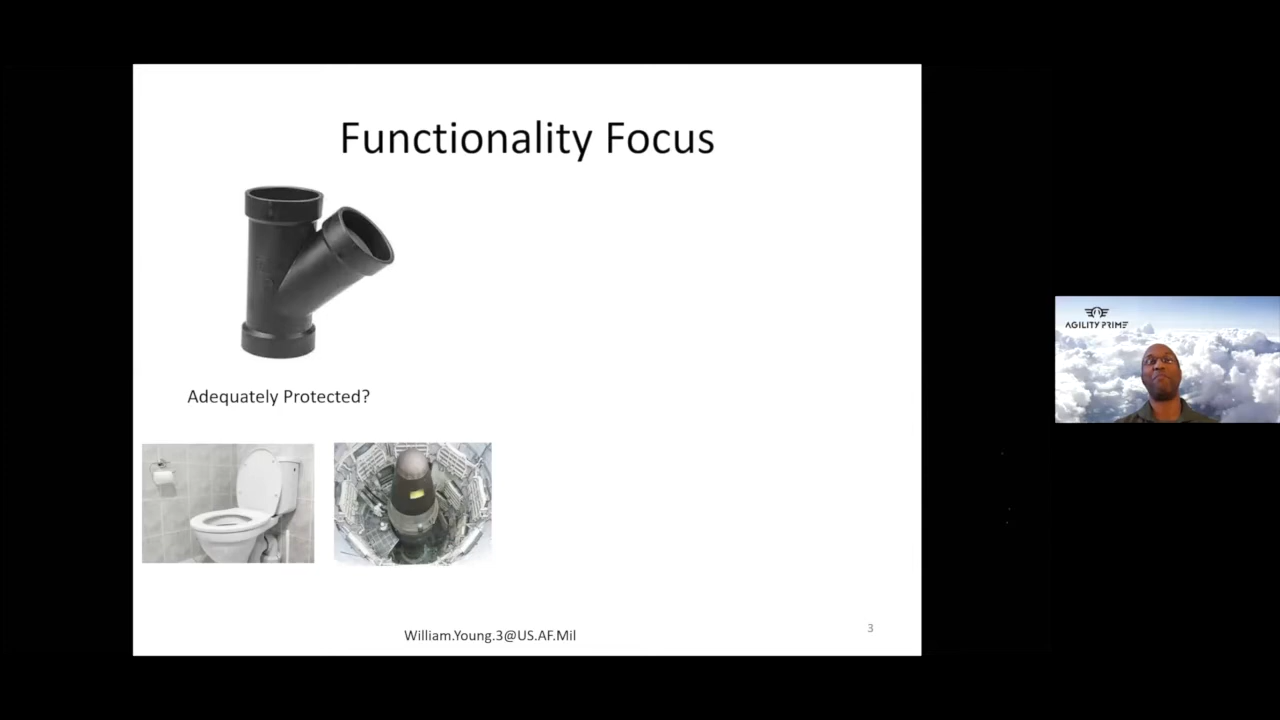 Functionality Focus
Adequately Protected?
William.Young.3@US.AF.Mil
3
AGILITY PRIME